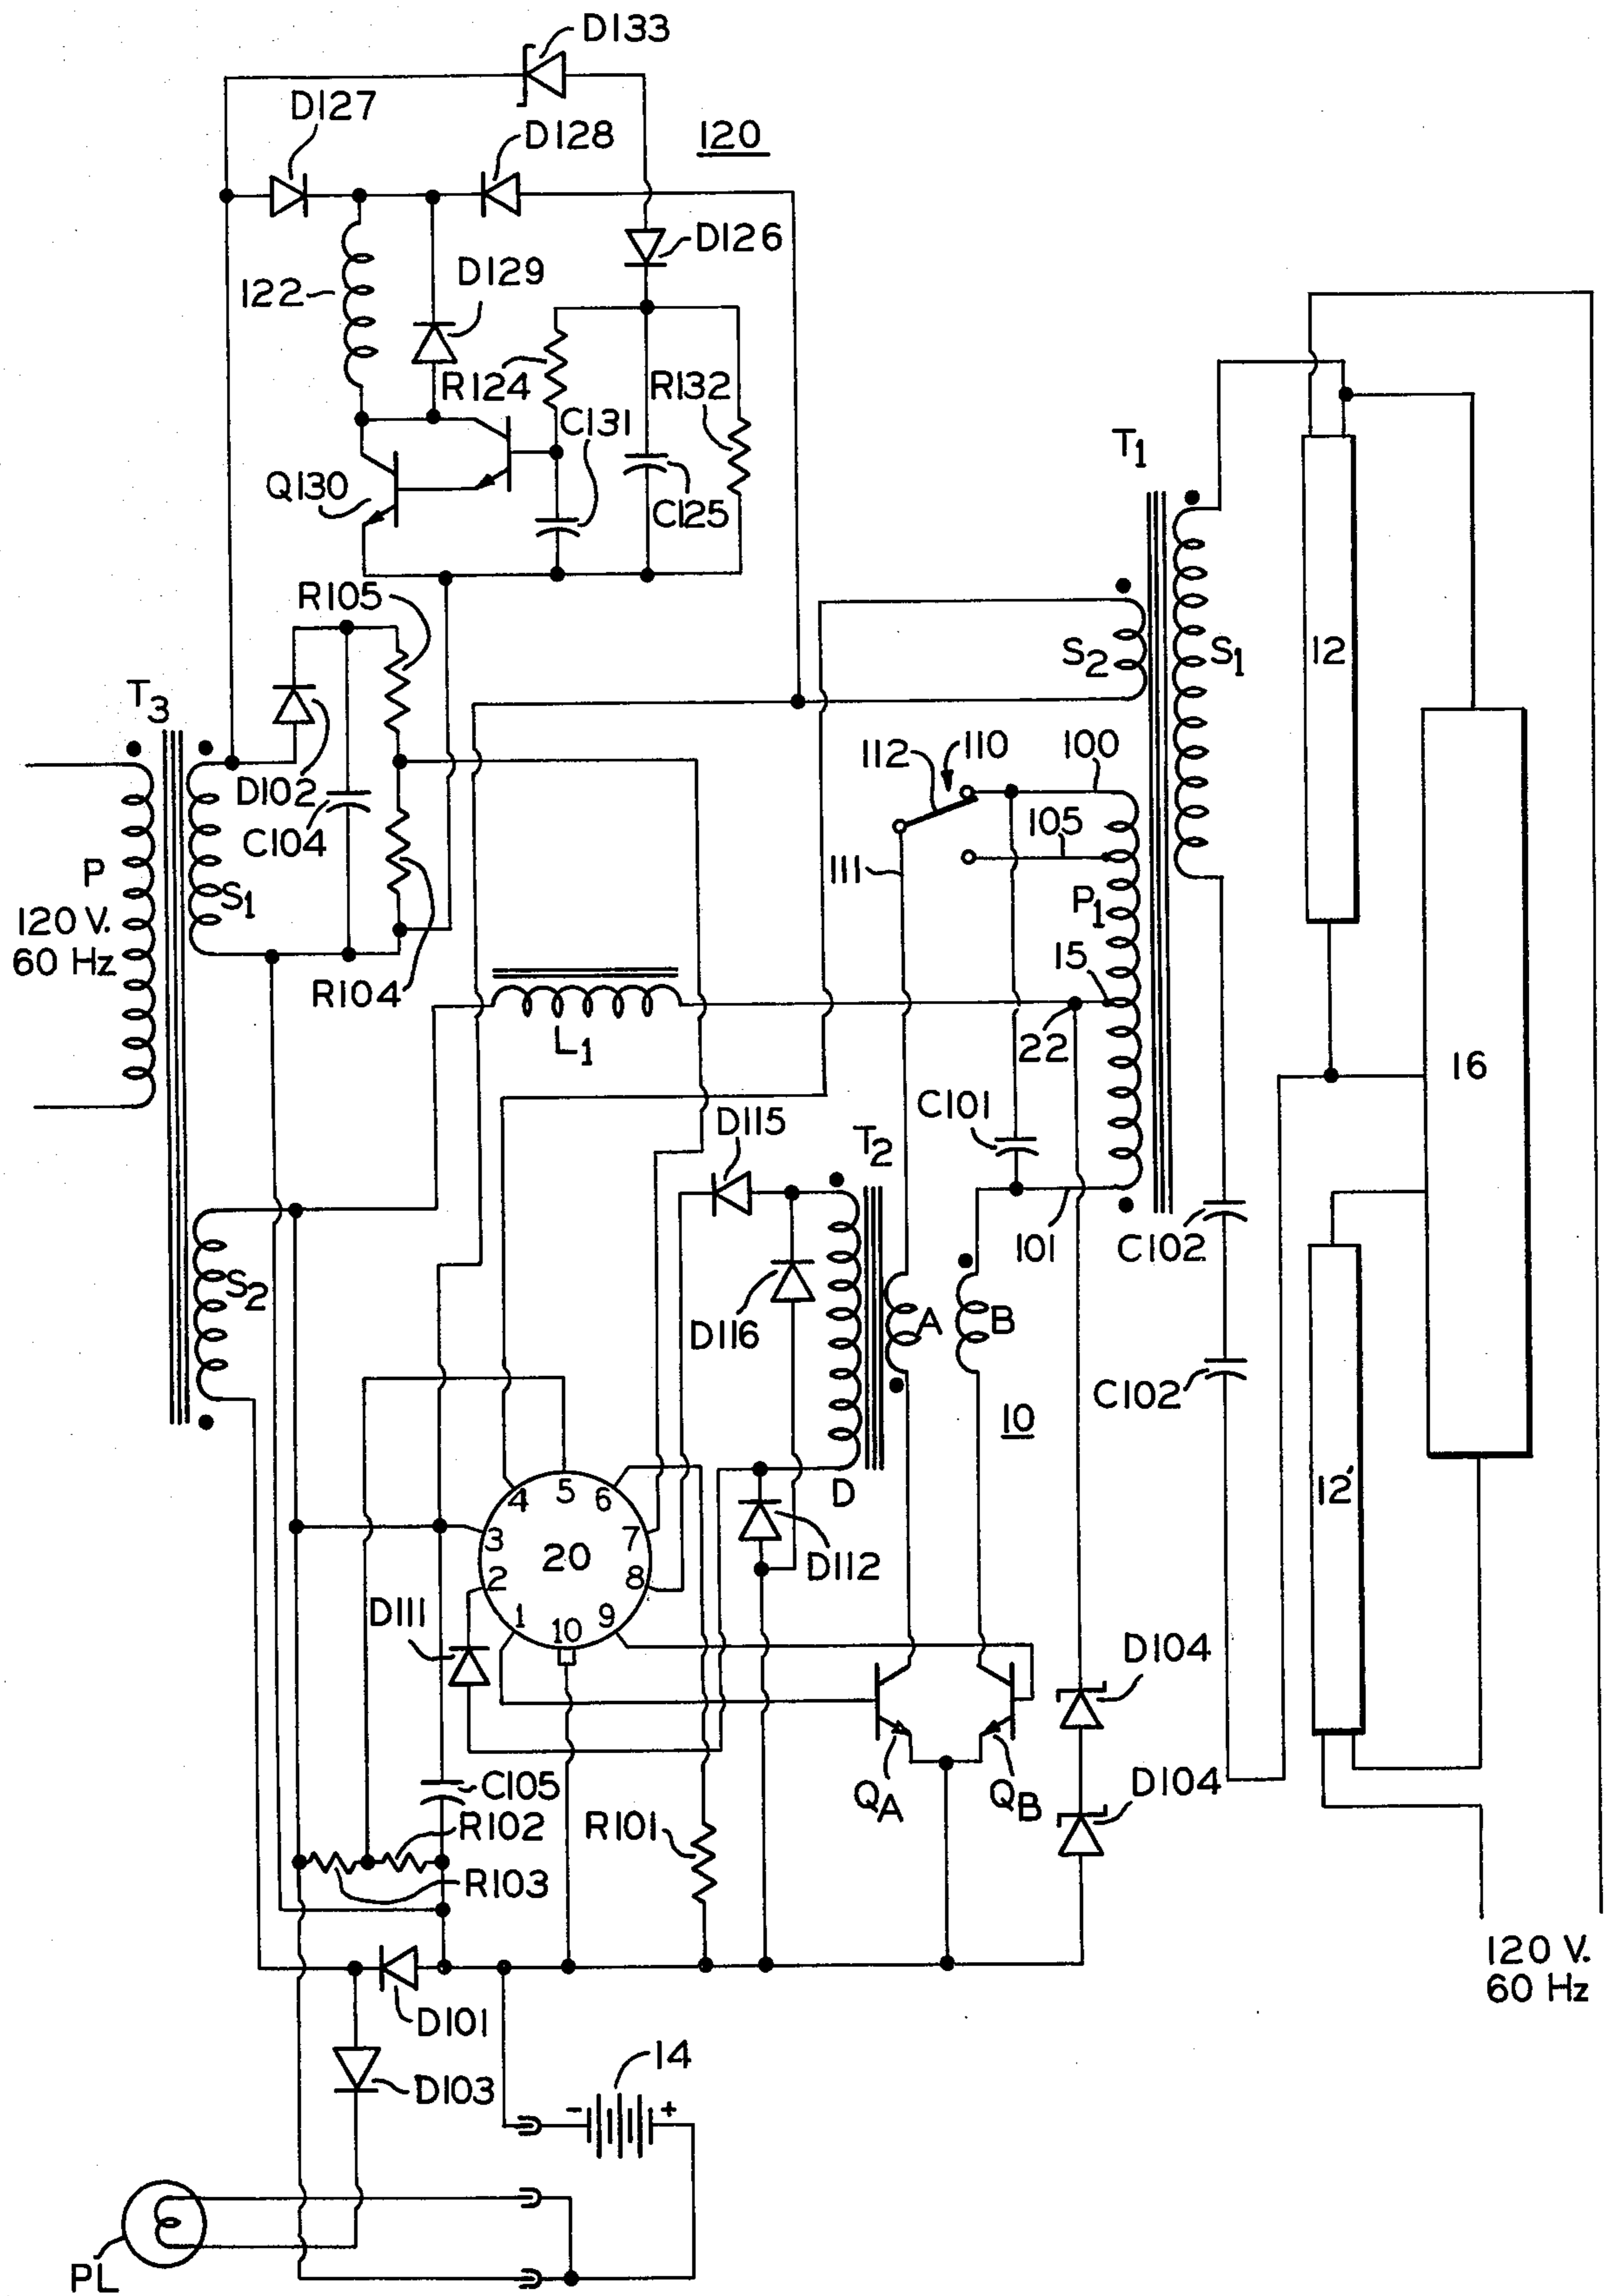 D133
D127
D128
120
D126
122
D129
R124
R132
C131
Q130
C125
T1
R105
S2
S1
12
T3
112
110
100
D102
105
C104
111
P
S1
P1
120 V.
60 Hz
15
R104
L1
22
16
C101
D115
T2
S2
101
C102
D116
A
B
C102
10
D
12'
4
5
6
3
7
20
2
8
D112
D111
1
10
9
D104
C105
QA
QB
D104
R102
R101
R103
120 V.
60 Hz
D101
14
D103
-
+
PL